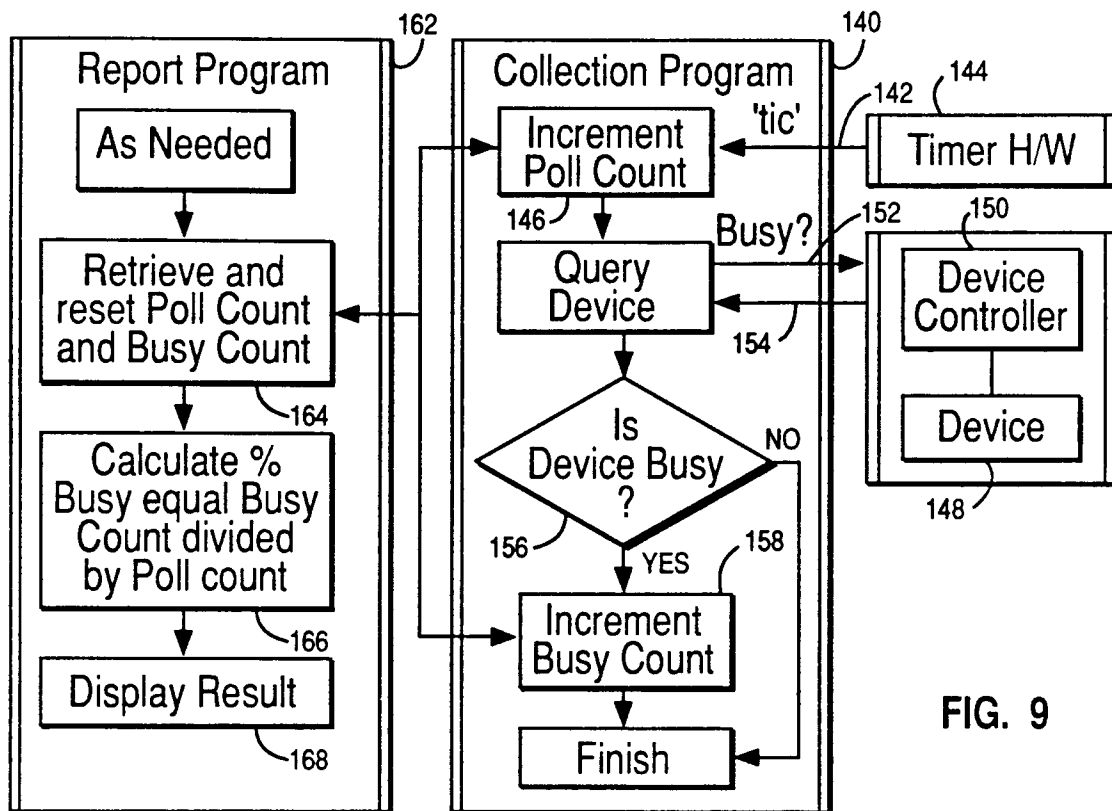 Report Program
162
As Needed
Retrieve and
reset Poll Count
and Busy Count
164
Calculate %
Busy equal Busy
Count divided
by Poll count
166
Display Result
168
Collection Program
140
'tic'
142
144
Increment
Poll Count
146
Timer H/W
Busy?
152
150
Query
Device
154
Device
Controller
Device
148
Is
Device Busy
?
NO
156
YES
158
Increment
Busy Count
Finish
FIG. 9